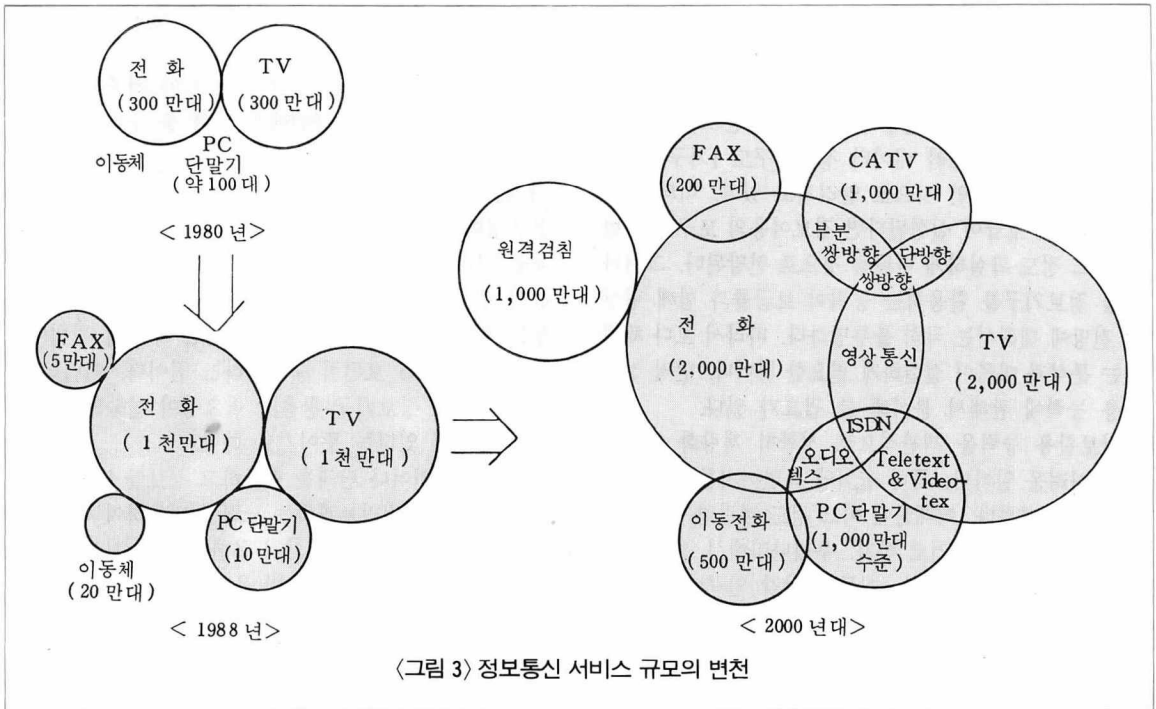 전 화
(300 만대)
TV
(300 만대)
이동체
PC
단말기
(약100 대)
< 1980 년>
FAX
(5만대)
전 화
( 1 천만대)
TV
( 1 천만대)
PC 단말기
(10 만대)
이동체
(20 만대)
< 1988 년>
원격검침
(1,000 만대)
FAX
(200 만대)
CATV
(1,000 만대)
부분
쌍방향
단방향
쌍방향
전 화
(2,000 만대)
영상통신
TV
(2,000 만대)
ISDN
오디오
텍스
Teletext
& Video-
tex
이동전화
(500 만대)
PC 단말기
(1,000 만대
수준)
< 2000 년대>
〈그림 3〉 정보통신 서비스 규모의 변천